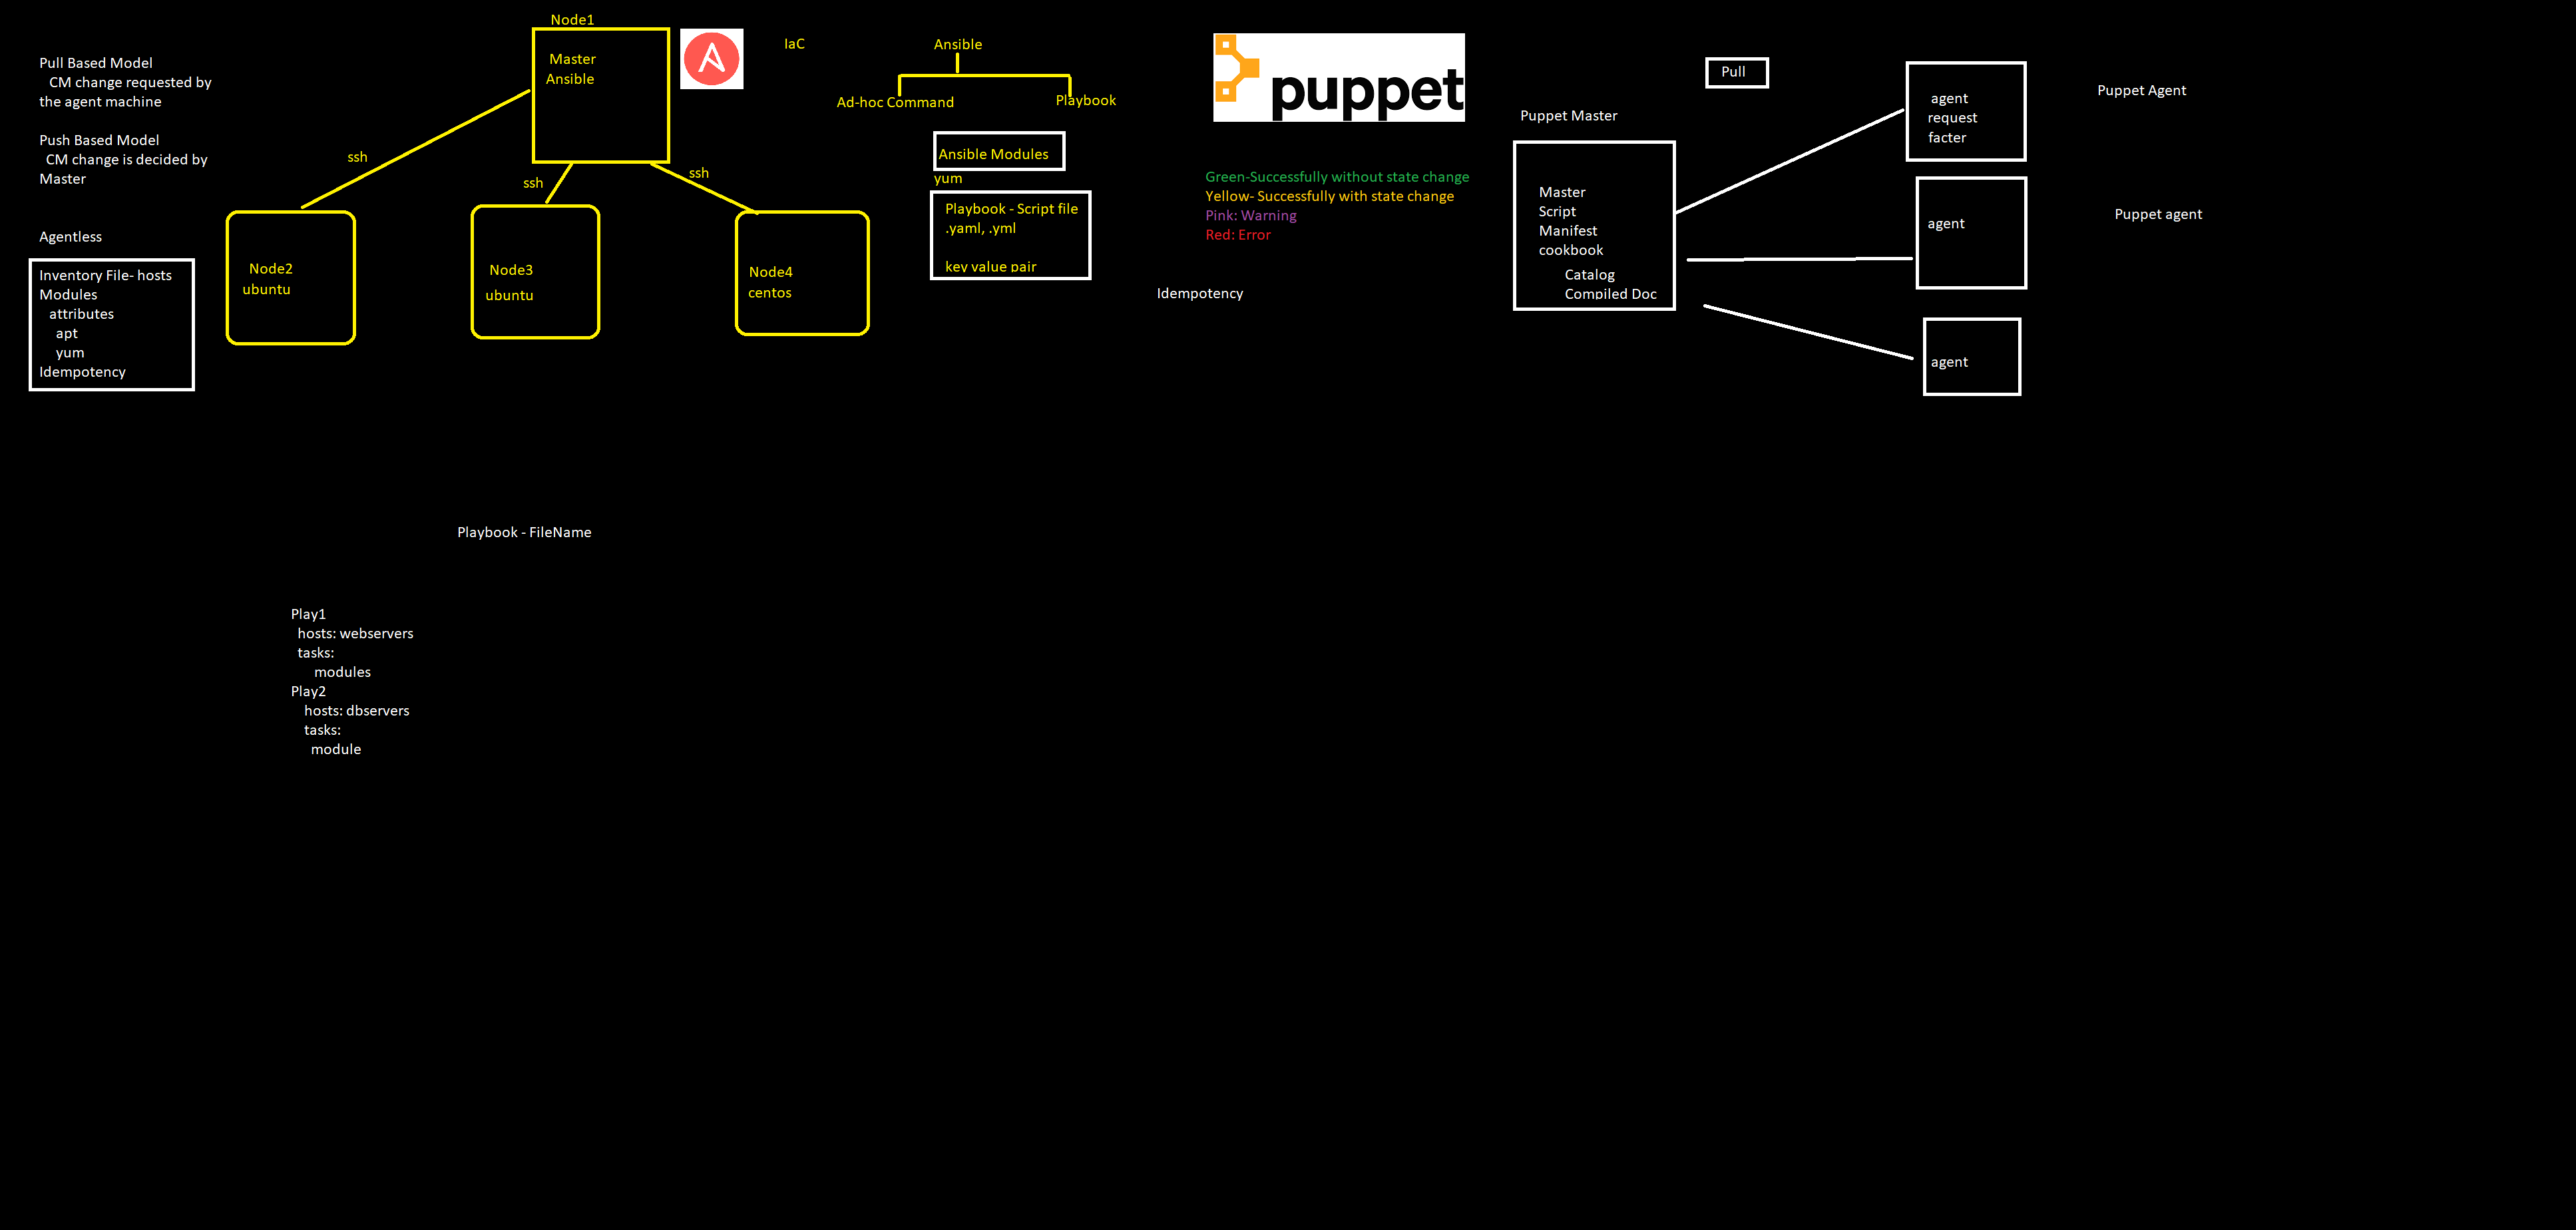 Pull Based Model
CM change requested by
the agent machine
Push Based Model
CM change is decided by
Master
Agentless
Inventory File- hosts
Modules
attributes
apt
yum
Idempotency
Node1
Master
Ansible
ssh
ssh
ssh
Node2
ubuntu
Node3
ubuntu
Node4
centos
IaC
Ansible
Ad-hoc Command
Playbook
Ansible Modules
yum
Playbook - Script file
.yaml, .yml
key value pair
puppet
Green-Successfully without state change
Yellow- Successfully with state change
Pink: Warning
Red: Error
Idempotency
Puppet Master
Master
Script
Manifest
cookbook
Catalog
Compiled Doc
Pull
agent
request
facter
Puppet Agent
agent
Puppet agent
agent
Playbook - FileName
Play1
hosts: webservers
tasks:
modules
Play2
hosts: dbservers
tasks:
module